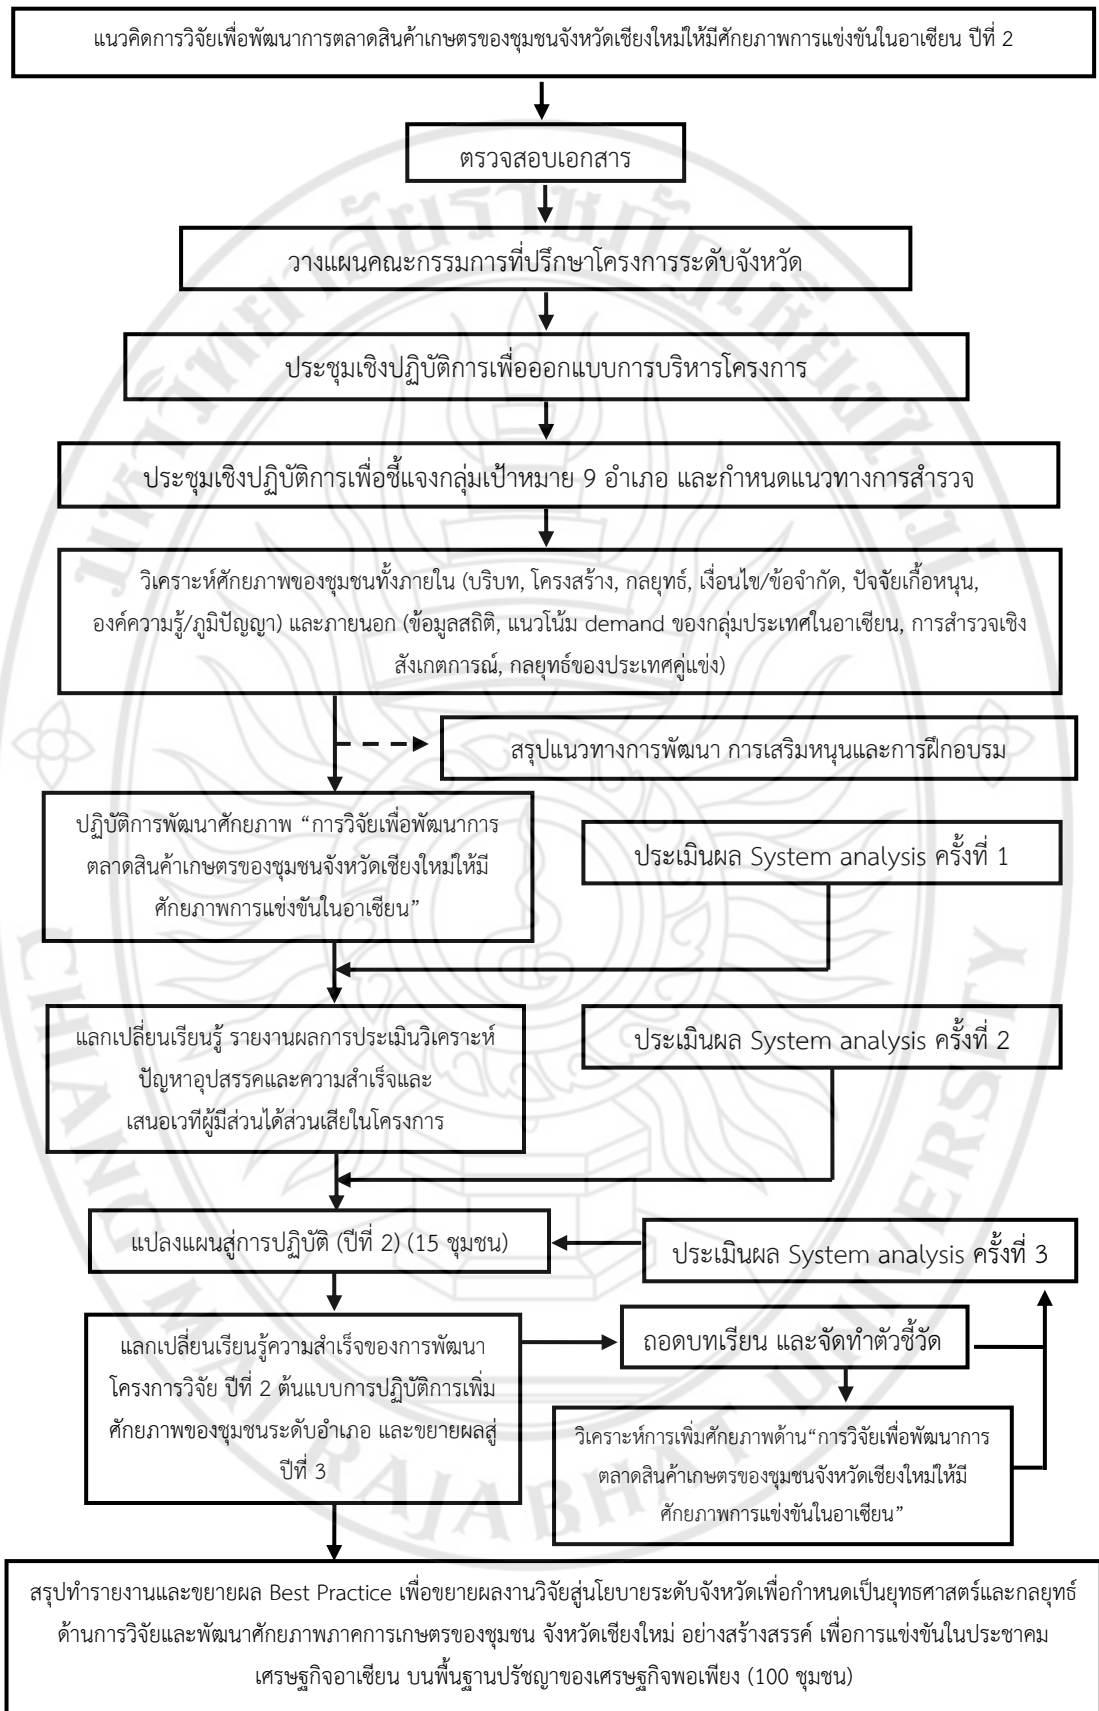 แนวคิดการวิจัยเพื่อพัฒนาการตลาดสินค้าเกษตรของชุมชนจังหวัดเชียงใหม่ให้มีศักยภาพการแข่งขันในอาเซียน ปีที่ 2
ตรวจสอบเอกสาร
วางแผนคณะกรรมการที่ปรึกษาโครงการระดับจังหวัด
ประชุมเชิงปฏิบัติการเพื่อออกแบบการบริหารโครงการ
ประชุมเชิงปฏิบัติการเพื่อชี้แจงกลุ่มเป้าหมาย 9 อำเภอ และกำหนดแนวทางการสำรวจ
วิเคราะห์ศักยภาพของชุมชนทั้งภายใน (บริบท, โครงสร้าง, กลยุทธ์, เงื่อนไข/ข้อจำกัด, ปัจจัยเกื้อหนุน,
องค์ความรู้/ภูมิปัญญา) และภายนอก (ข้อมูลสถิติ, แนวโน้ม demand ของกลุ่มประเทศในอาเซียน, การสำรวจเชิง
สังเกตการณ์, กลยุทธ์ของประเทศคู่แข่ง)
สรุปแนวทางการพัฒนา การเสริมหนุนและการฝึกอบรม
ปฏิบัติการพัฒนาศักยภาพ “การวิจัยเพื่อพัฒนาการ
ตลาดสินค้าเกษตรของชุมชนจังหวัดเชียงใหม่ให้มี
ศักยภาพการแข่งขันในอาเซียน”
ประเมินผล System analysis ครั้งที่ 1
แลกเปลี่ยนเรียนรู้ รายงานผลการประเมินวิเคราะห์
ปัญหาอุปสรรคและความสำเร็จและ
เสนอเวทีผู้มีส่วนได้ส่วนเสียในโครงการ
ประเมินผล System analysis ครั้งที่ 2
แปลงแผนสู่การปฏิบัติ (ปีที่ 2) (15 ชุมชน)
ประเมินผล System analysis ครั้งที่ 3
แลกเปลี่ยนเรียนรู้ความสำเร็จของการพัฒนา
โครงการวิจัย ปีที่ 2 ต้นแบบการปฏิบัติการเพิ่ม
ศักยภาพของชุมชนระดับอำเภอ และขยายผลสู่
ปีที่ 3
ถอดบทเรียน และจัดทำตัวชี้วัด
วิเคราะห์การเพิ่มศักยภาพด้าน“การวิจัยเพื่อพัฒนาการ
ตลาดสินค้าเกษตรของชุมชนจังหวัดเชียงใหม่ให้มี
ศักยภาพการแข่งขันในอาเซียน”
สรุปทำรายงานและขยายผล Best Practice เพื่อขยายผลงานวิจัยสู่นโยบายระดับจังหวัดเพื่อกำหนดเป็นยุทธศาสตร์และกลยุทธ์
ด้านการวิจัยและพัฒนาศักยภาพภาคการเกษตรของชุมชน จังหวัดเชียงใหม่ อย่างสร้างสรรค์ เพื่อการแข่งขันในประชาคม
เศรษฐกิจอาเซียน บนพื้นฐานปรัชญาของเศรษฐกิจพอเพียง (100 ชุมชน)
มหาวิทยาลัยราชภัฏเชียงใหม่
CHIANG MAI RAJABHAT UNIVERSITY